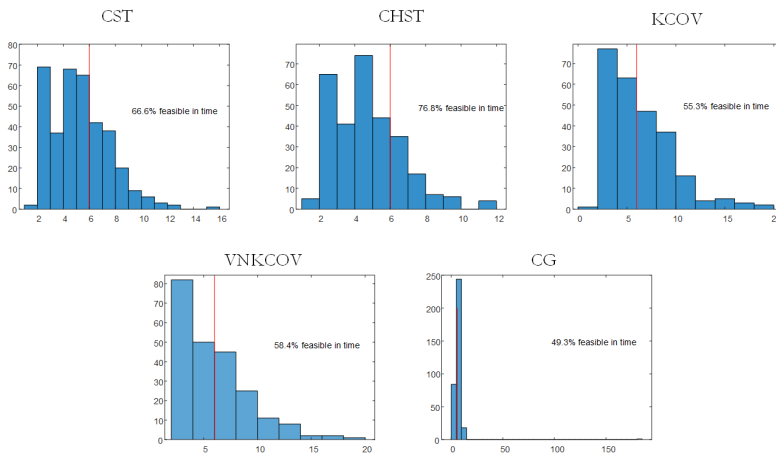 CST
CHST
KCOV
80
70
60
50
40
30
20
10
0
66.6% feasible in time
2 4 6 8 10 12 14 16
70
60
50
40
30
20
10
0
76.8% feasible in time
2 4 6 8 10 12
70
60
50
40
30
20
10
0
55.3% feasible in time
0 5 10 15 20
VNKCOV
CG
80
70
60
50
40
30
20
10
0
58.4% feasible in time
5 10 15 20
250
200
150
100
50
0
49.3% feasible in time
0 50 100 150